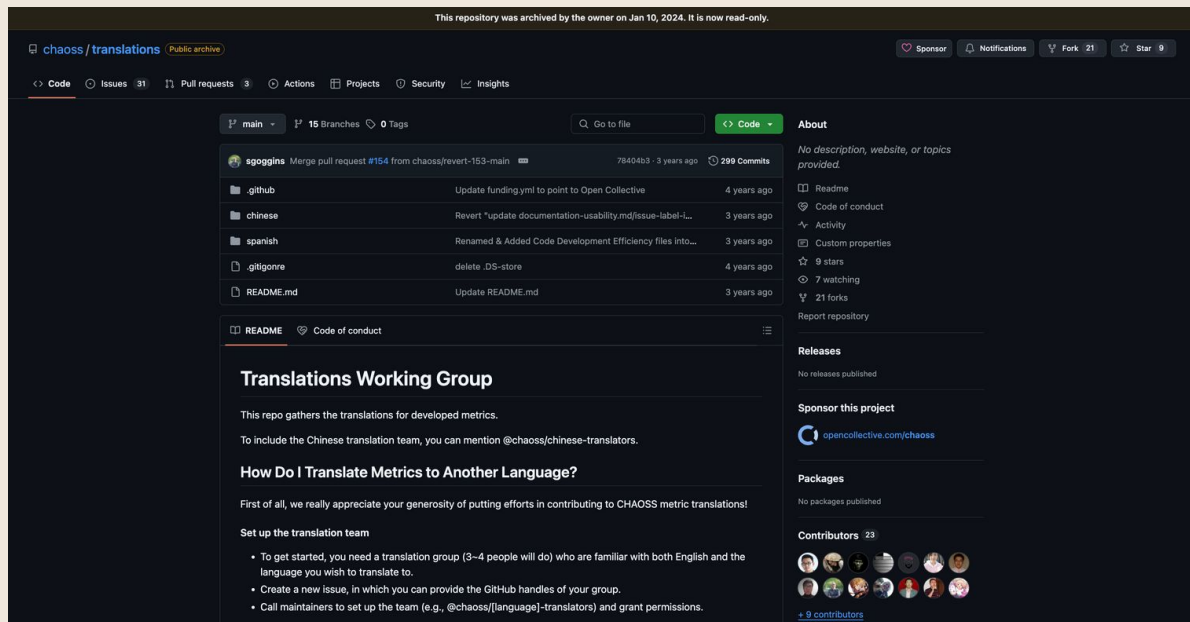 This repository was archived by the owner on Jan 10, 2024. It is now read-only.
chaoss / translations Public archive
Sponsor Notifications Fork 21 Star 9
Code Issues 31 Pull requests 3 Actions Projects Security Insights
main 15 Branches 0 Tags Go to file Code
sgoggins Merge pull request #154 from chaoss/revert-153-main 78404b3 · 3 years ago 299 Commits
.github Update funding.yml to point to Open Collective 4 years ago
chinese Revert "update documentation-usability.md/issue-label-i... 3 years ago
spanish Renamed & Added Code Development Efficiency files into... 3 years ago
.gitigonre delete .DS-store 4 years ago
README.md Update README.md 3 years ago
README Code of conduct
Translations Working Group
This repo gathers the translations for developed metrics.
To include the Chinese translation team, you can mention @chaoss/chinese-translators.
How Do I Translate Metrics to Another Language?
First of all, we really appreciate your generosity of putting efforts in contributing to CHAOSS metric translations!
Set up the translation team
• To get started, you need a translation group (3~4 people will do) who are familiar with both English and the
language you wish to translate to.
• Create a new issue, in which you can provide the GitHub handles of your group.
• Call maintainers to set up the team (e.g., @chaoss/[language]-translators) and grant permissions.
About
No description, website, or topics
provided.
Readme
Code of conduct
Activity
Custom properties
9 stars
7 watching
21 forks
Report repository
Releases
No releases published
Sponsor this project
opencollective.com/chaoss
Packages
No packages published
Contributors 23
+ 9 contributors